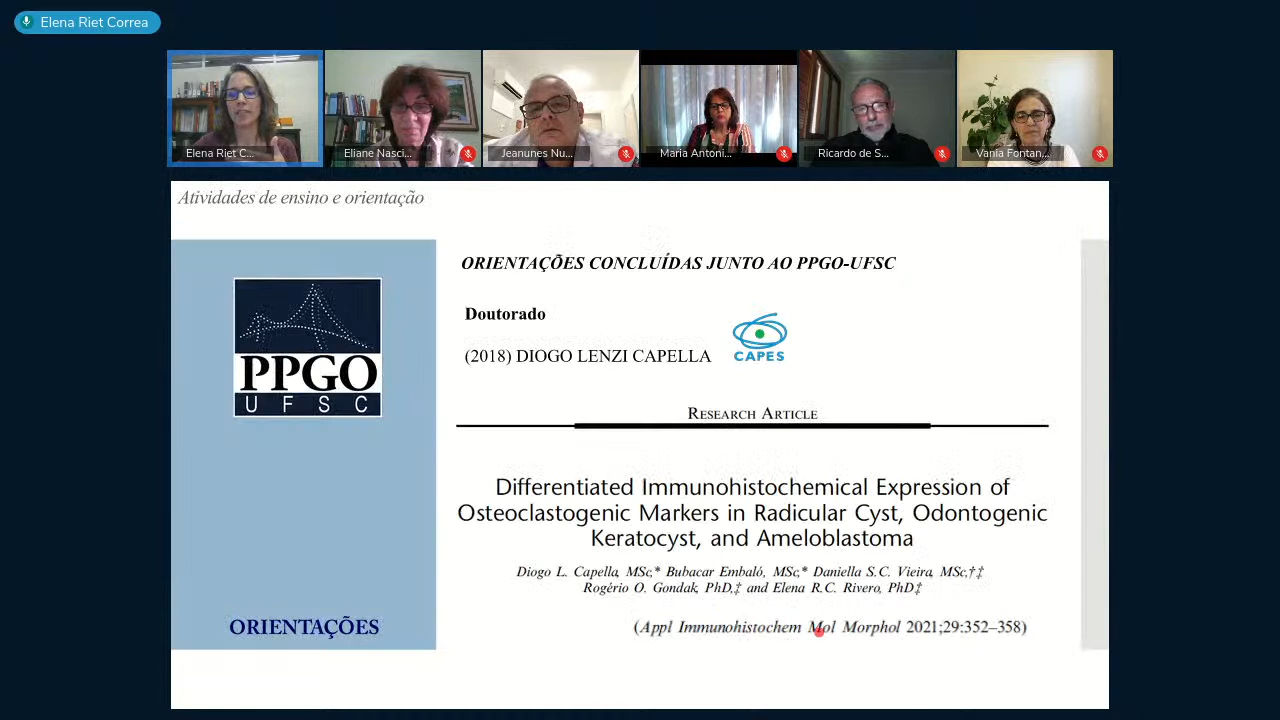 Elena Riet Correa
Elena Riet C...
Eliane Nasci...
Jeanunes Nu...
Maria Antoni...
Ricardo de S...
Vania Fontan...
Atividades de ensino e orientação
PPGO
UFSC
ORIENTAÇÕES
ORIENTAÇÕES CONCLUÍDAS JUNTO AO PPGO-UFSC
Doutorado
(2018) DIOGO LENZI CAPELLA
CAPES
Research Article
Differentiated Immunohistochemical Expression of
Osteoclastogenic Markers in Radicular Cyst, Odontogenic
Keratocyst, and Ameloblastoma
Diogo L. Capella, MSc,* Bubacar Embaló, MSc,* Daniella S.C. Vieira, MSc,†‡
Rogério O. Gondak, PhD,‡ and Elena R.C. Rivero, PhD‡
(Appl Immunohistochem Mol Morphol 2021;29:352–358)